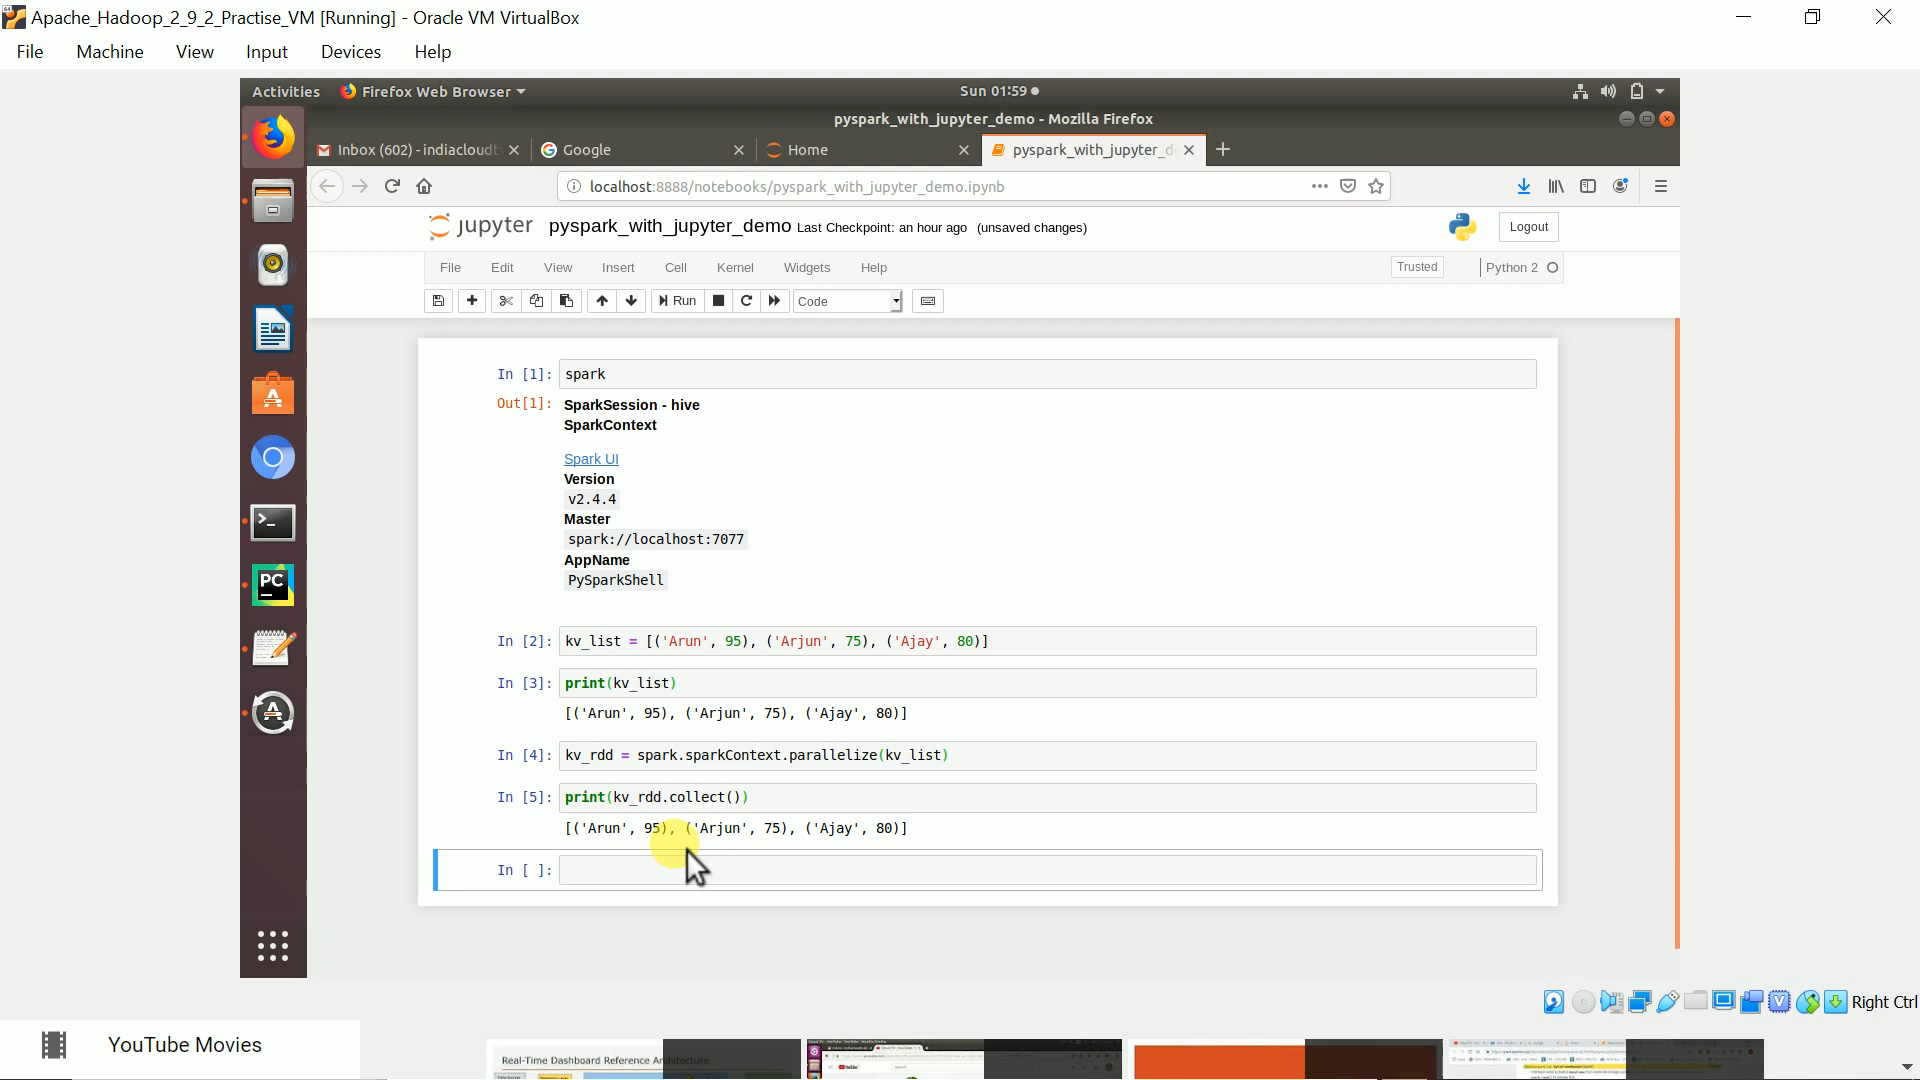 Apache_Hadoop_2_9_2_Practise_VM [Running] - Oracle VM VirtualBox
File Machine View Input Devices Help
Activities Firefox Web Browser Sun 01:59
pyspark_with_jupyter_demo - Mozilla Firefox
Inbox (602) - indiacloud Google Home pyspark_with_jupyter_d
localhost:8888/notebooks/pyspark_with_jupyter_demo.ipynb
jupyter pyspark_with_jupyter_demo Last Checkpoint: an hour ago (unsaved changes) Logout
File Edit View Insert Cell Kernel Widgets Help Trusted Python 2
Run Code
In [1]: spark
Out[1]: SparkSession - hive
SparkContext
Spark UI
Version
v2.4.4
Master
spark://localhost:7077
AppName
PySparkShell
In [2]: kv_list = [('Arun', 95), ('Arjun', 75), ('Ajay', 80)]
In [3]: print(kv_list)
[('Arun', 95), ('Arjun', 75), ('Ajay', 80)]
In [4]: kv_rdd = spark.sparkContext.parallelize(kv_list)
In [5]: print(kv_rdd.collect())
[('Arun', 95), ('Arjun', 75), ('Ajay', 80)]
In [ ]:
PC
V
Right Ctrl
YouTube Movies
Real-Time Dashboard Reference Architecture